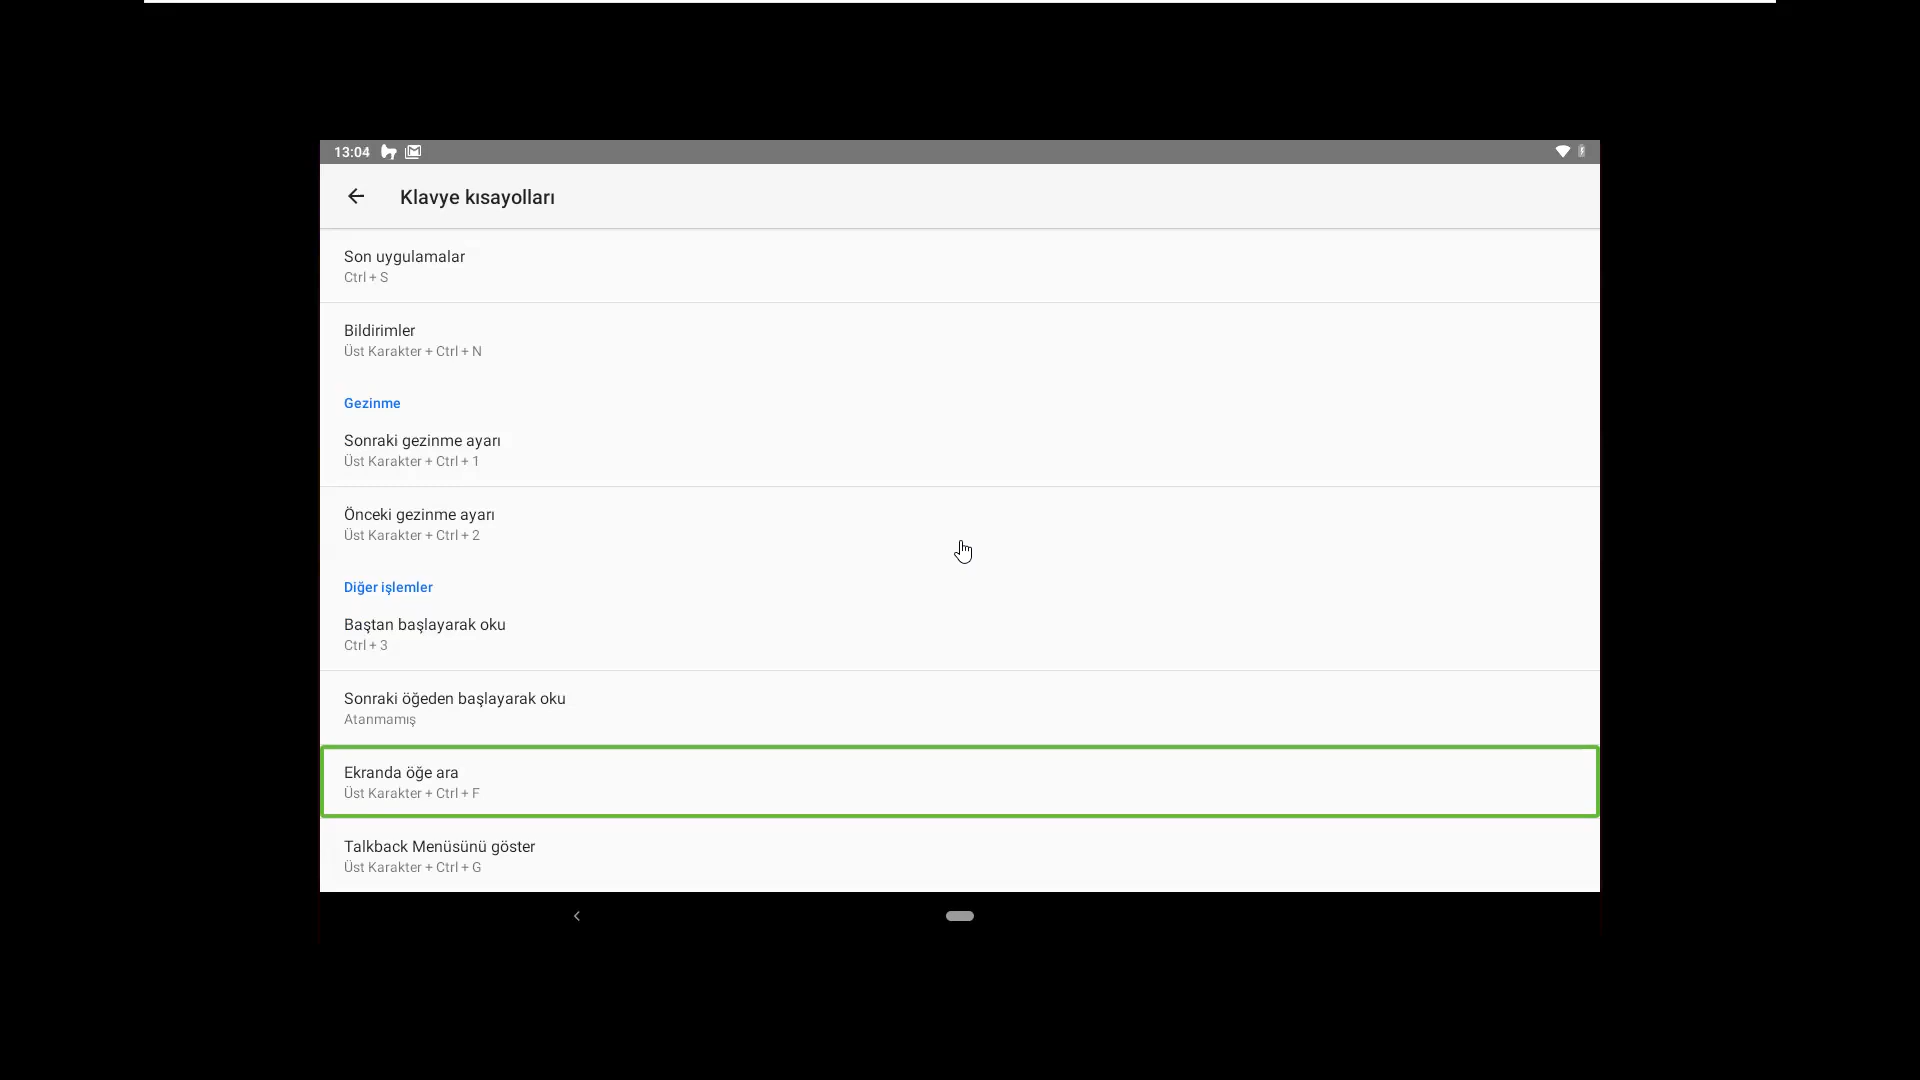 13:04
Klavye kısayolları
Son uygulamalar
Ctrl + S
Bildirimler
Üst Karakter + Ctrl + N
Gezinme
Sonraki gezinme ayarı
Üst Karakter + Ctrl + 1
Önceki gezinme ayarı
Üst Karakter + Ctrl + 2
Diğer işlemler
Baştan başlayarak oku
Ctrl + 3
Sonraki öğeden başlayarak oku
Atanmamış
Ekranda öğe ara
Üst Karakter + Ctrl + F
Talkback Menüsünü göster
Üst Karakter + Ctrl + G